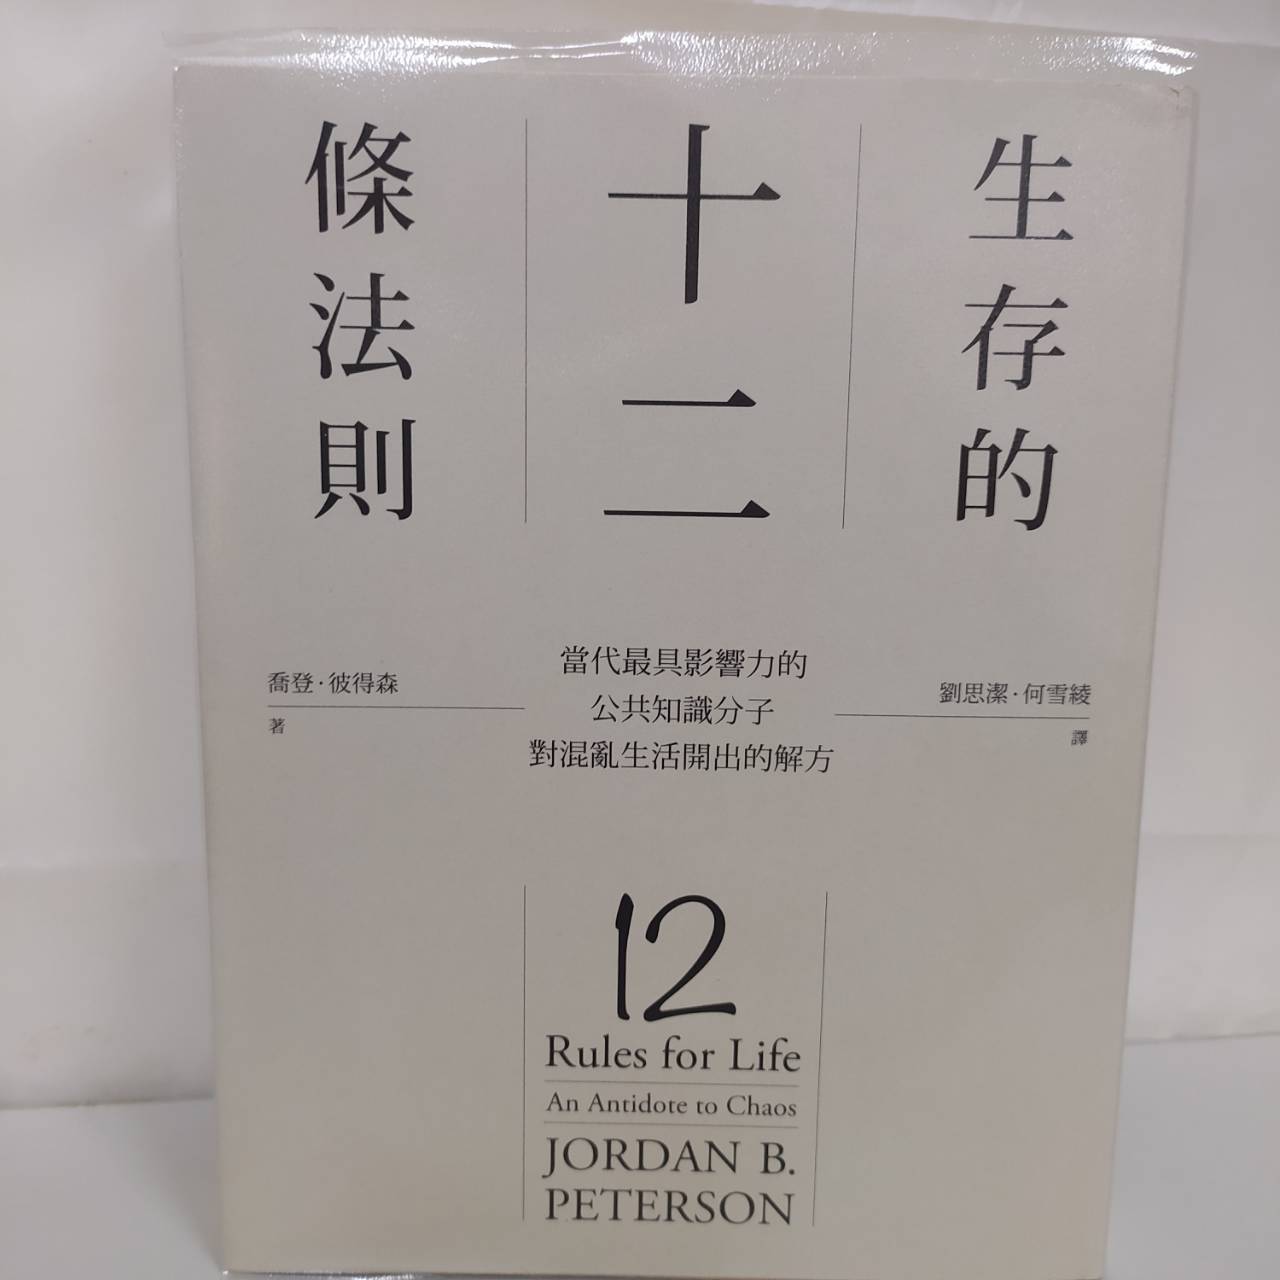 生存的
十二
條法則
當代最具影響力的
公共知識分子
對混亂生活開出的解方
喬登·彼得森
著
劉思潔·何雪綾
譯
12
Rules for Life
An Antidote to Chaos
JORDAN B.
PETERSON